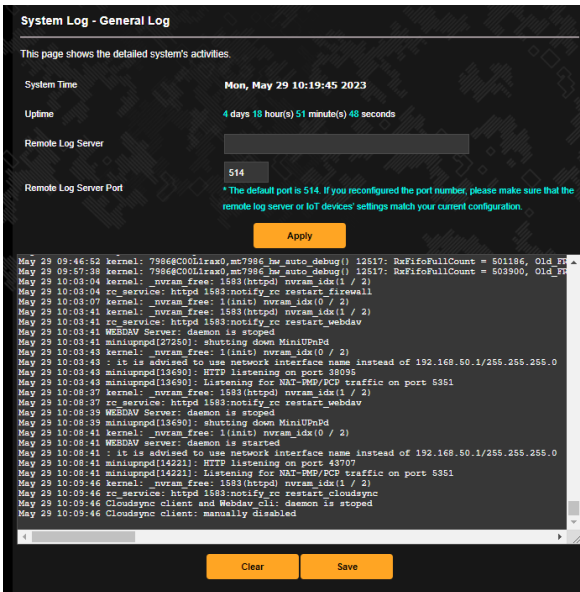 System Log - General Log
This page shows the detailed system's activities.
System Time Mon, May 29 10:19:45 2023
Uptime 4 days 18 hour(s) 51 minute(s) 48 seconds
Remote Log Server
514
Remote Log Server Port
* The default port is 514. If you reconfigured the port number, please make sure that the
remote log server or IoT devices' settings match your current configuration.
Apply
May 29 09:46:52 kernel: 7986@C00L1rax0,mt7986_hw_auto_debug() 12517: RxFifoFullCount = 501186, Old_FR
May 29 09:57:38 kernel: 7986@C00L1rax0,mt7986_hw_auto_debug() 12517: RxFifoFullCount = 503900, Old_FR
May 29 10:03:04 kernel: _nvram_free: 1583(httpd) nvram_idx(1 / 2)
May 29 10:03:04 rc_service: httpd 1583:notify_rc restart_firewall
May 29 10:03:07 kernel: _nvram_free: 1(init) nvram_idx(0 / 2)
May 29 10:03:41 kernel: _nvram_free: 1583(httpd) nvram_idx(1 / 2)
May 29 10:03:41 rc_service: httpd 1583:notify_rc restart_webdav
May 29 10:03:41 WEBDAV Server: daemon is stoped
May 29 10:03:41 miniupnpd[27250]: shutting down MiniUPnPd
May 29 10:03:43 kernel: _nvram_free: 1(init) nvram_idx(0 / 2)
May 29 10:03:43 : it is advised to use network interface name instead of 192.168.50.1/255.255.255.0
May 29 10:03:43 miniupnpd[13690]: HTTP listening on port 38095
May 29 10:03:43 miniupnpd[13690]: Listening for NAT-PMP/PCP traffic on port 5351
May 29 10:08:37 kernel: _nvram_free: 1583(httpd) nvram_idx(1 / 2)
May 29 10:08:37 rc_service: httpd 1583:notify_rc restart_webdav
May 29 10:08:39 WEBDAV Server: daemon is stoped
May 29 10:08:39 miniupnpd[13690]: shutting down MiniUPnPd
May 29 10:08:41 kernel: _nvram_free: 1(init) nvram_idx(0 / 2)
May 29 10:08:41 WEBDAV server: daemon is started
May 29 10:08:41 : it is advised to use network interface name instead of 192.168.50.1/255.255.255.0
May 29 10:08:41 miniupnpd[14221]: HTTP listening on port 43707
May 29 10:08:41 miniupnpd[14221]: Listening for NAT-PMP/PCP traffic on port 5351
May 29 10:09:46 kernel: _nvram_free: 1583(httpd) nvram_idx(1 / 2)
May 29 10:09:46 rc_service: httpd 1583:notify_rc restart_cloudsync
May 29 10:09:46 Cloudsync client and Webdav_cli: daemon is stoped
May 29 10:09:46 Cloudsync client: manually disabled
Clear Save